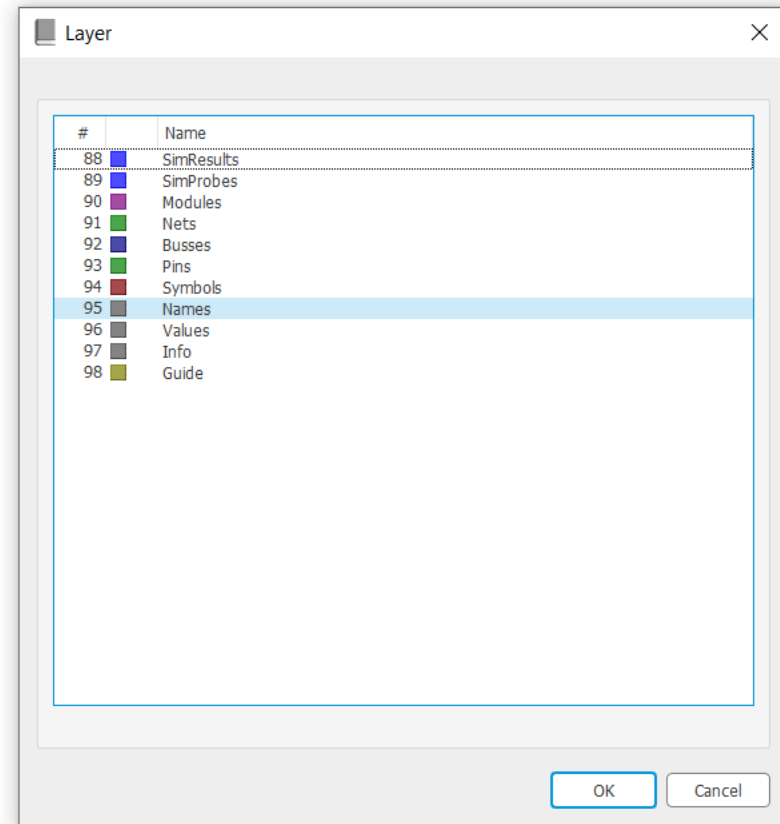 Layer
# Name
88 SimResults
89 SimProbes
90 Modules
91 Nets
92 Busses
93 Pins
94 Symbols
95 Names
96 Values
97 Info
98 Guide
OK Cancel